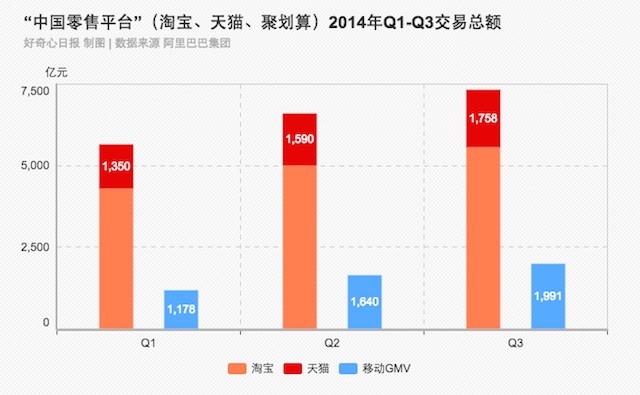 “中国零售平台”（淘宝、天猫、聚划算）2014年Q1-Q3交易总额
好奇心日报 制图 | 数据来源 阿里巴巴集团
亿元
7,500
5,000
2,500
0
1,350
1,178
1,590
1,640
1,758
1,991
Q1 Q2 Q3
淘宝 天猫 移动GMV